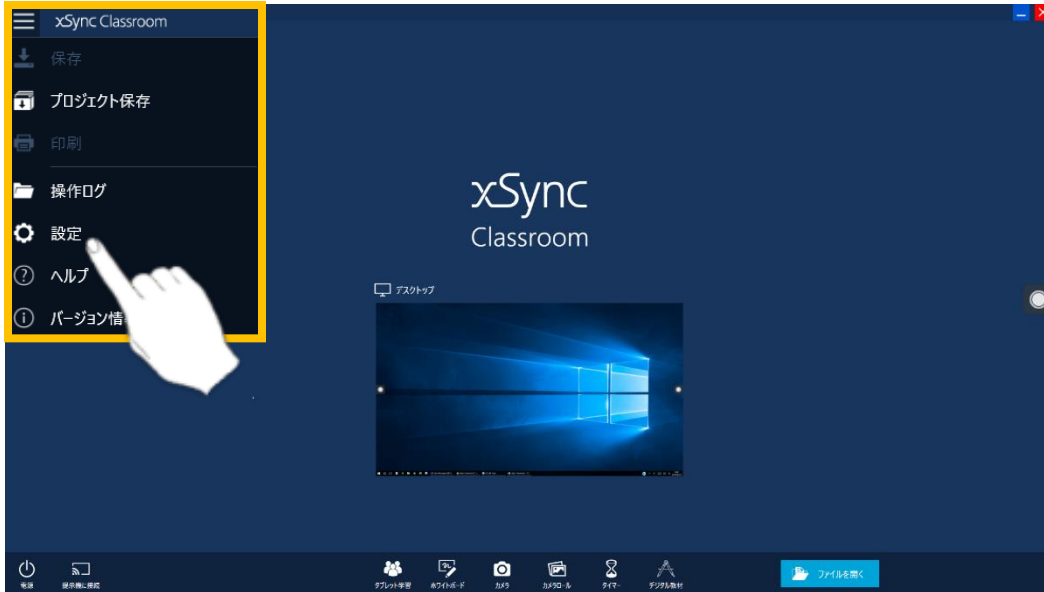 xSync Classroom
保存
プロジェクト保存
印刷
操作ログ
設定
ヘルプ
バージョン情
xSync
Classroom
デスクトップ
電源
提示機に接続
タブレット学習
ホワイトボード
カメラ
カメラロール
タイマー
デジタル教材
ファイルを開く